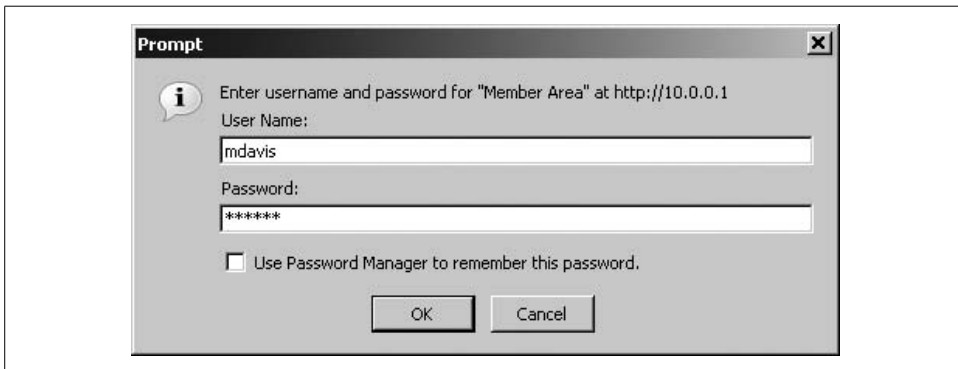 Prompt
Enter username and password for "Member Area" at http://10.0.0.1
User Name:
mdavis
Password:
******
Use Password Manager to remember this password.
OK
Cancel